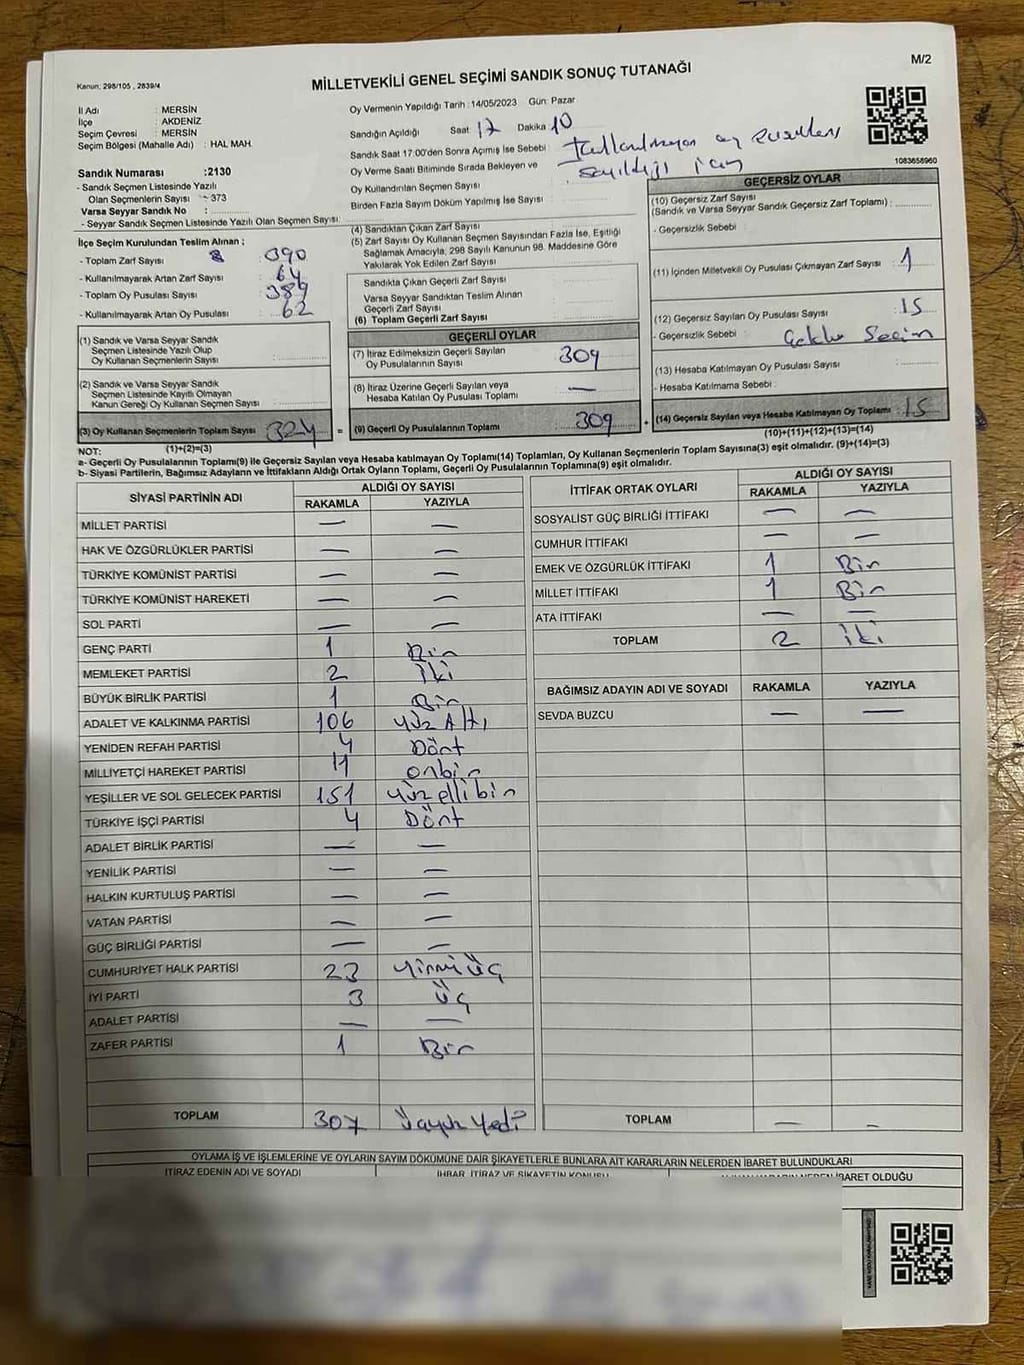 M/2
Kanun: 298/105 , 2839/4
MİLLETVEKİLİ GENEL SEÇİMİ SANDIK SONUÇ TUTANAĞI
İl Adı : MERSİN
İlçe : AKDENİZ
Seçim Çevresi : MERSİN
Seçim Bölgesi (Mahalle Adı) : HAL MAH.
Oy Vermenin Yapıldığı Tarih :14/05/2023 Gün: Pazar
Sandığın Açıldığı Saat 17 Dakika 10
Sandık Saat 17:00'den Sonra Açımış İse Sebebi : kullanılmayan oy pusulaları
Oy Verme Saati Bitiminde Sırada Bekleyen ve : sayıldığı için
Oy Kullandırılan Seçmen Sayısı
Birden Fazla Sayım Döküm Yapılmış İse Sayısı :
1083658960
Sandık Numarası :2130
- Sandık Seçmen Listesinde Yazılı
Olan Seçmenlerin Sayısı : 373
Varsa Seyyar Sandık No :
- Seyyar Sandık Seçmen Listesinde Yazılı Olan Seçmen Sayısı:
İlçe Seçim Kurulundan Teslim Alınan ;
- Toplam Zarf Sayısı 390
- Kullanılmayarak Artan Zarf Sayısı : 64
- Toplam Oy Pusulası Sayısı : 389
- Kullanılmayarak Artan Oy Pusulası : 62
(1) Sandık ve Varsa Seyyar Sandık
Seçmen Listesinde Yazılı Olup
Oy Kullanan Seçmenlerin Sayısı :
(2) Sandık ve Varsa Seyyar Sandık
Seçmen Listesinde Kayıtlı Olmayan
Kanun Gereği Oy Kullanan Seçmen Sayısı :
(3) Oy Kullanan Seçmenlerin Toplam Sayısı : 324
(1)+(2)=(3)
(4) Sandıktan Çıkan Zarf Sayısı :
(5) Zarf Sayısı Oy Kullanan Seçmen Sayısından Fazla İse, Eşitliği
Sağlamak Amacıyla, 298 Sayılı Kanunun 98. Maddesine Göre
Yakılarak Yok Edilen Zarf Sayısı :
Sandıkta Çıkan Geçerli Zarf Sayısı
Varsa Seyyar Sandıktan Teslim Alınan
Geçerli Zarf Sayısı
(6) Toplam Geçerli Zarf Sayısı
GEÇERLİ OYLAR
(7) İtiraz Edilmeksizin Geçerli Sayılan
Oy Pusulalarının Sayısı : 309
(8) İtiraz Üzerine Geçerli Sayılan veya
Hesaba Katılan Oy Pusulası Toplamı : —
= (9) Geçerli Oy Pusulalarının Toplamı : 309 +
GEÇERSİZ OYLAR
(10) Geçersiz Zarf Sayısı
(Sandık ve Varsa Seyyar Sandık Geçersiz Zarf Toplamı) :
- Geçersizlik Sebebi :
(11) İçinden Milletvekili Oy Pusulası Çıkmayan Zarf Sayısı : 1
(12) Geçersiz Sayılan Oy Pusulası Sayısı : 15
- Geçersizlik Sebebi : Seçim
(13) Hesaba Katılmayan Oy Pusulası Sayısı :
- Hesaba Katılmama Sebebi :
(14) Geçersiz Sayılan veya Hesaba Katılmayan Oy Toplamı : 15
(10)+(11)+(12)+(13)=(14)
NOT:
a- Geçerli Oy Pusulalarının Toplamı(9) ile Geçersiz Sayılan veya Hesaba katılmayan Oy Toplamı(14) Toplamları, Oy Kullanan Seçmenlerin Toplam Sayısına(3) eşit olmalıdır. (9)+(14)=(3)
b- Siyasi Partilerin, Bağımsız Adayların ve İttifakların Aldığı Ortak Oyların Toplamı, Geçerli Oy Pusulalarının Toplamına(9) eşit olmalıdır.
SİYASİ PARTİNİN ADI ALDIĞI OY SAYISI
RAKAMLA YAZIYLA
MİLLET PARTİSİ — —
HAK VE ÖZGÜRLÜKLER PARTİSİ — —
TÜRKİYE KOMÜNİST PARTİSİ — —
TÜRKİYE KOMÜNİST HAREKETİ — —
SOL PARTİ — —
GENÇ PARTİ 1 Bir
MEMLEKET PARTİSİ 2 İki
BÜYÜK BİRLİK PARTİSİ 1 Bir
ADALET VE KALKINMA PARTİSİ 106 Yüz Altı
YENİDEN REFAH PARTİSİ 4 Dört
MİLLİYETÇİ HAREKET PARTİSİ 11 onbir
YEŞİLLER VE SOL GELECEK PARTİSİ 151 yüz elli bir
TÜRKİYE İŞÇİ PARTİSİ 4 Dört
ADALET BİRLİK PARTİSİ — —
YENİLİK PARTİSİ — —
HALKIN KURTULUŞ PARTİSİ — —
VATAN PARTİSİ — —
GÜÇ BİRLİĞİ PARTİSİ — —
CUMHURİYET HALK PARTİSİ 23 Yirmi Üç
İYİ PARTİ 3 Üç
ADALET PARTİSİ — —
ZAFER PARTİSİ 1 Bir
TOPLAM 307 Üçyüz Yedi
İTTİFAK ORTAK OYLARI ALDIĞI OY SAYISI
RAKAMLA YAZIYLA
SOSYALİST GÜÇ BİRLİĞİ İTTİFAKI — —
CUMHUR İTTİFAKI — —
EMEK VE ÖZGÜRLÜK İTTİFAKI 1 Bir
MİLLET İTTİFAKI 1 Bir
ATA İTTİFAKI — —
TOPLAM 2 İki
BAĞIMSIZ ADAYIN ADI VE SOYADI RAKAMLA YAZIYLA
SEVDA BUZCU — —
TOPLAM — —
OYLAMA İŞ VE İŞLEMLERİNE VE OYLARIN SAYIM DÖKÜMÜNE DAİR ŞİKAYETLERLE BUNLARA AİT KARARLARIN NELERDEN İBARET BULUNDUKLARI
İTİRAZ EDENİN ADI VE SOYADI İHBAR, İTİRAZ VE ŞİKAYETİN KONUSU ALINAN KARARIN NEDEN İBARET OLDUĞU